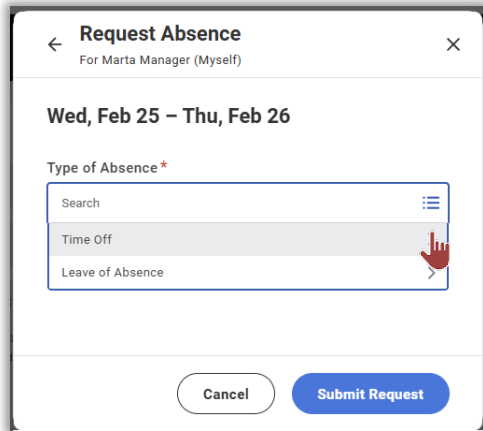 Request Absence
For Marta Manager (Myself)
Wed, Feb 25 – Thu, Feb 26
Type of Absence*
Search
Time Off
Leave of Absence
Cancel
Submit Request